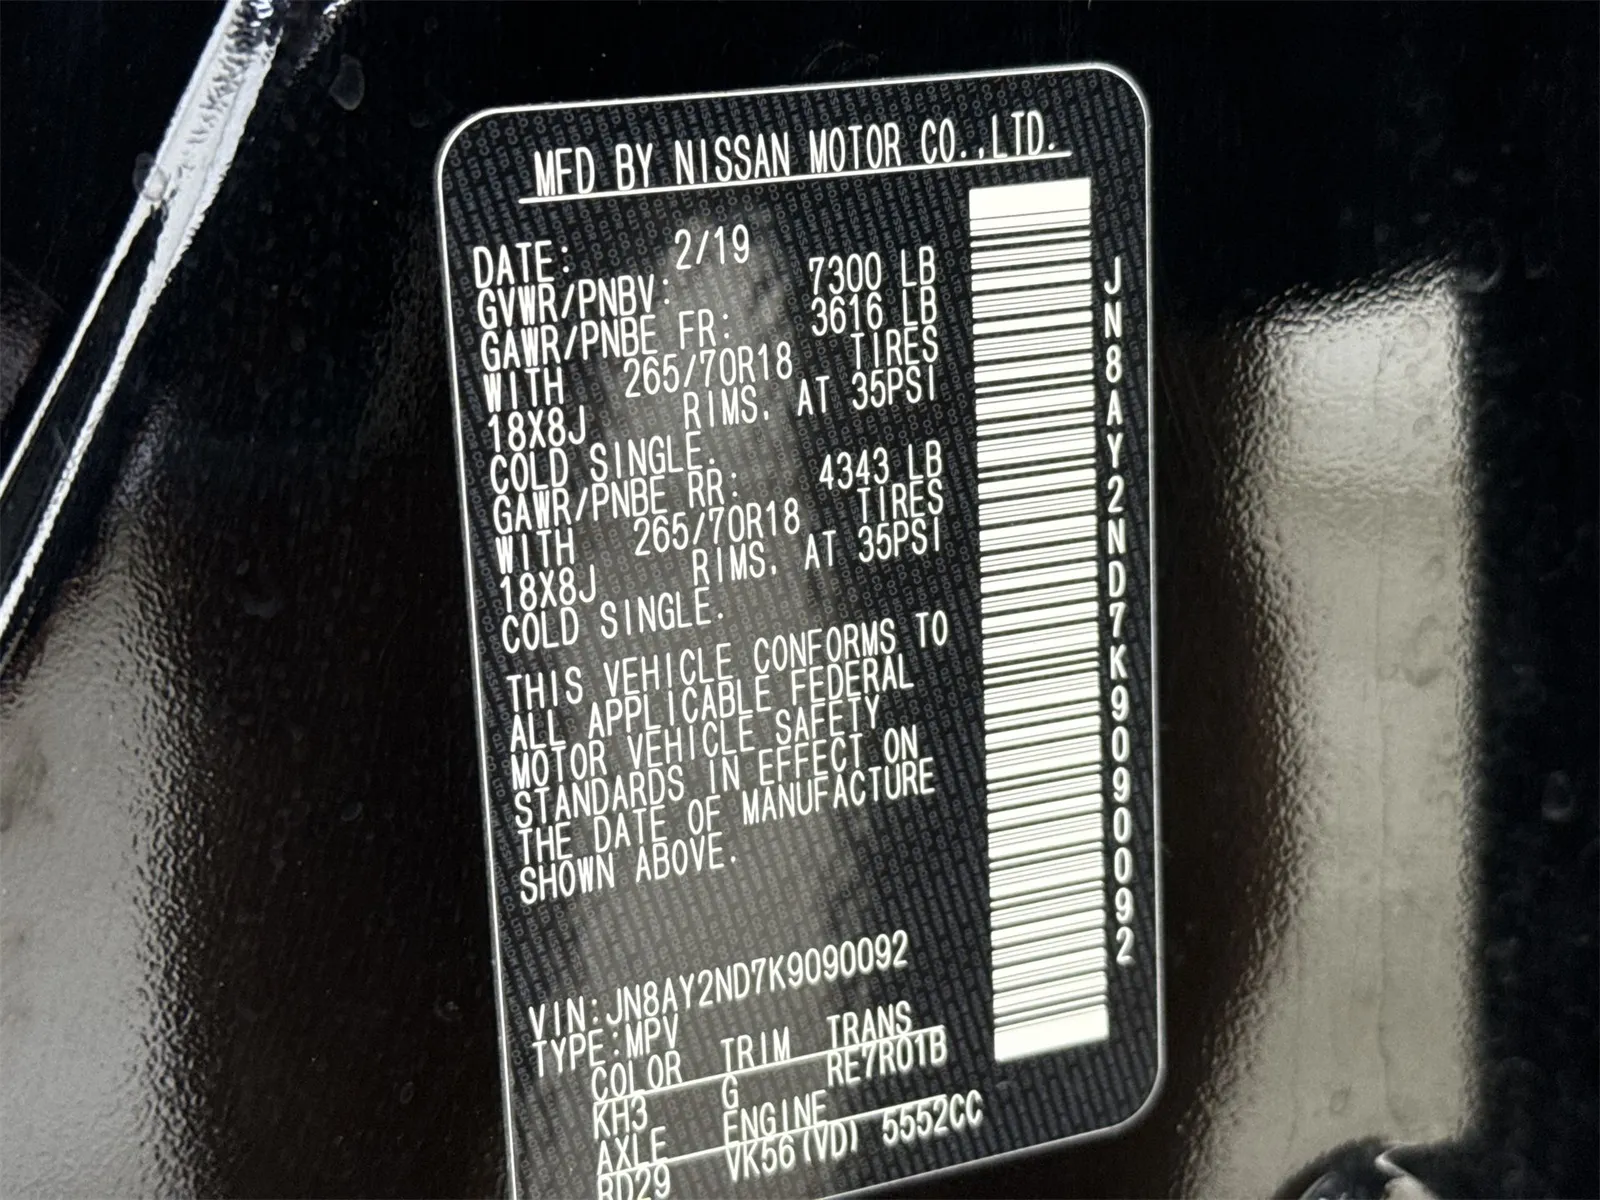 MFD BY NISSAN MOTOR CO.,LTD.
DATE: 2/19
GVWR/PNBV: 7300 LB
GAWR/PNBE FR: 3616 LB
WITH 265/70R18 TIRES
18X8J RIMS, AT 35PSI
COLD SINGLE.
GAWR/PNBE RR: 4343 LB
WITH 265/70R18 TIRES
18X8J RIMS, AT 35PSI
COLD SINGLE.
THIS VEHICLE CONFORMS TO
ALL APPLICABLE FEDERAL
MOTOR VEHICLE SAFETY
STANDARDS IN EFFECT ON
THE DATE OF MANUFACTURE
SHOWN ABOVE.
VIN:JN8AY2ND7K9090092
TYPE:MPV
COLOR TRIM TRANS
KH3 G RE7R01B
AXLE ENGINE
RD29 VK56(VD) 5552CC
JN8AY2ND7K9090092